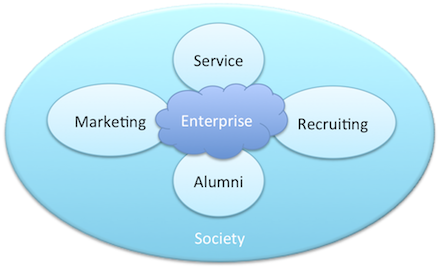 Service
Marketing
Enterprise
Recruiting
Alumni
Society